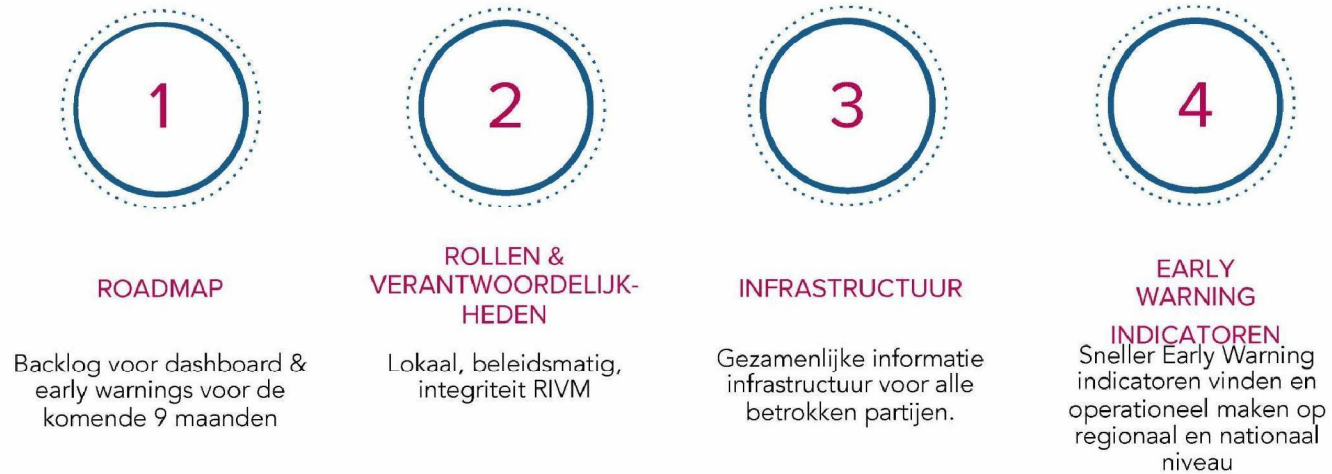 1
ROADMAP
Backlog voor dashboard &
early warnings voor de
komende 9 maanden
2
ROLLEN &
VERANTWOORDELIJK-
HEDEN
Lokaal, beleidsmatig,
integriteit RIVM
3
INFRASTRUCTUUR
Gezamenlijke informatie
infrastructuur voor alle
betrokken partijen.
4
EARLY
WARNING
INDICATOREN
Sneller Early Warning
indicatoren vinden en
operationeel maken op
regionaal en nationaal
niveau